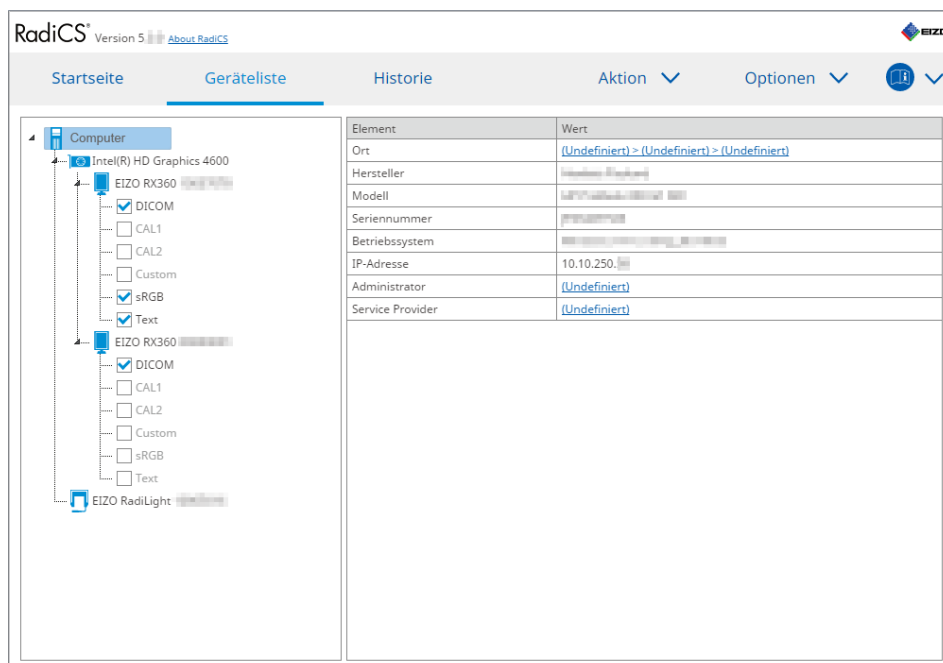 RadiCS® Version 5. About RadiCS
EIZO
Startseite Geräteliste Historie Aktion Optionen
Computer
Intel(R) HD Graphics 4600
EIZO RX360
DICOM
CAL1
CAL2
Custom
sRGB
Text
EIZO RX360
DICOM
CAL1
CAL2
Custom
sRGB
Text
EIZO RadiLight
Element Wert
Ort (Undefiniert) > (Undefiniert) > (Undefiniert)
Hersteller
Modell
Seriennummer
Betriebssystem
IP-Adresse 10.10.250.
Administrator (Undefiniert)
Service Provider (Undefiniert)